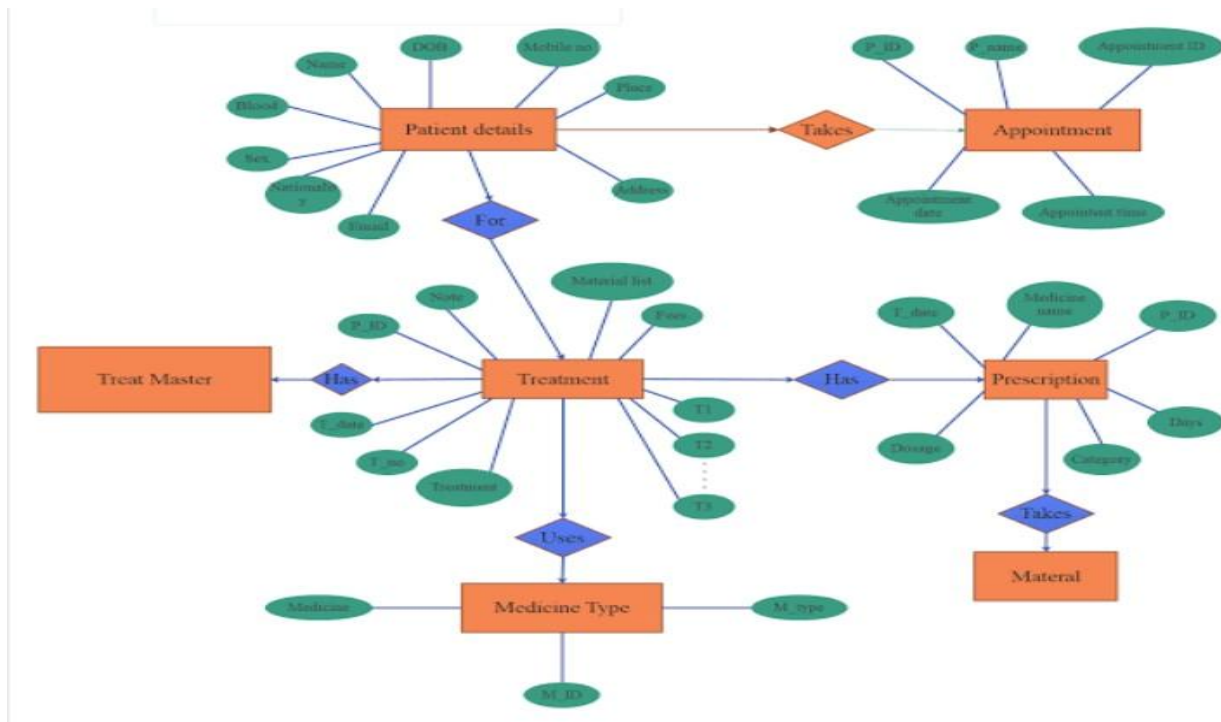 DOB
Mobile no
P_ID
P_name
Appointment ID
Name
Place
Blood
Patient details
Takes
Appointment
Sex
Nationalit
y
Address
Appointment
date
For
Material list
Note
Fees
Medicine
name
T_date
P_ID
P_ID
Treat Master
Has
Treatment
Has
Prescription
T1
T_date
Days
T2
Dosage
T_no
Category
Treatment
T3
Takes
Uses
Materal
Medicine
Medicine Type
M_type
M_ID